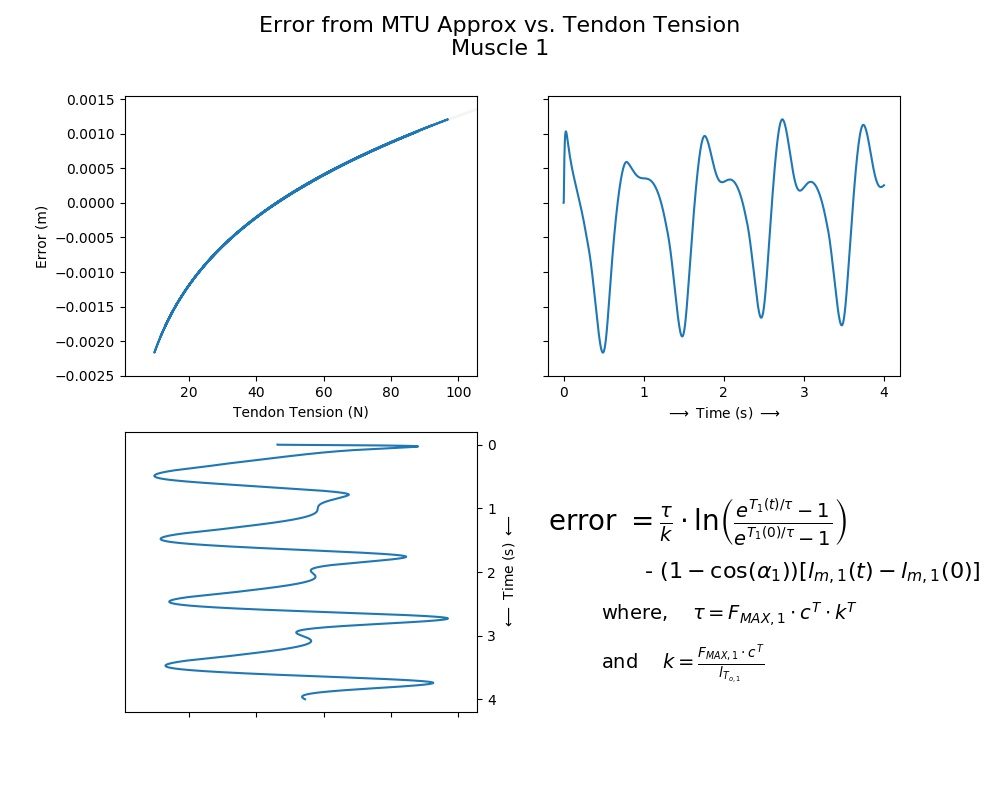 Error from MTU Approx vs. Tendon Tension
Muscle 1
0.0015
0.0010
0.0005
0.0000
−0.0005
−0.0010
−0.0015
−0.0020
−0.0025
Error (m)
20 40 60 80 100
Tendon Tension (N)
0 1 2 3 4
⟶ Time (s) ⟶
0
1
2
3
4
⟵ Time (s) ⟵
error = \frac{τ}{k} · ln(\frac{e^{T_1(t)/τ} − 1}{e^{T_1(0)/τ} − 1})
- (1 − cos(α_1))[l_{m,1}(t) − l_{m,1}(0)]
where, τ = F_{MAX,1} · c^T · k^T
and k = \frac{F_{MAX,1} · c^T}{l_{T_{o,1}}}